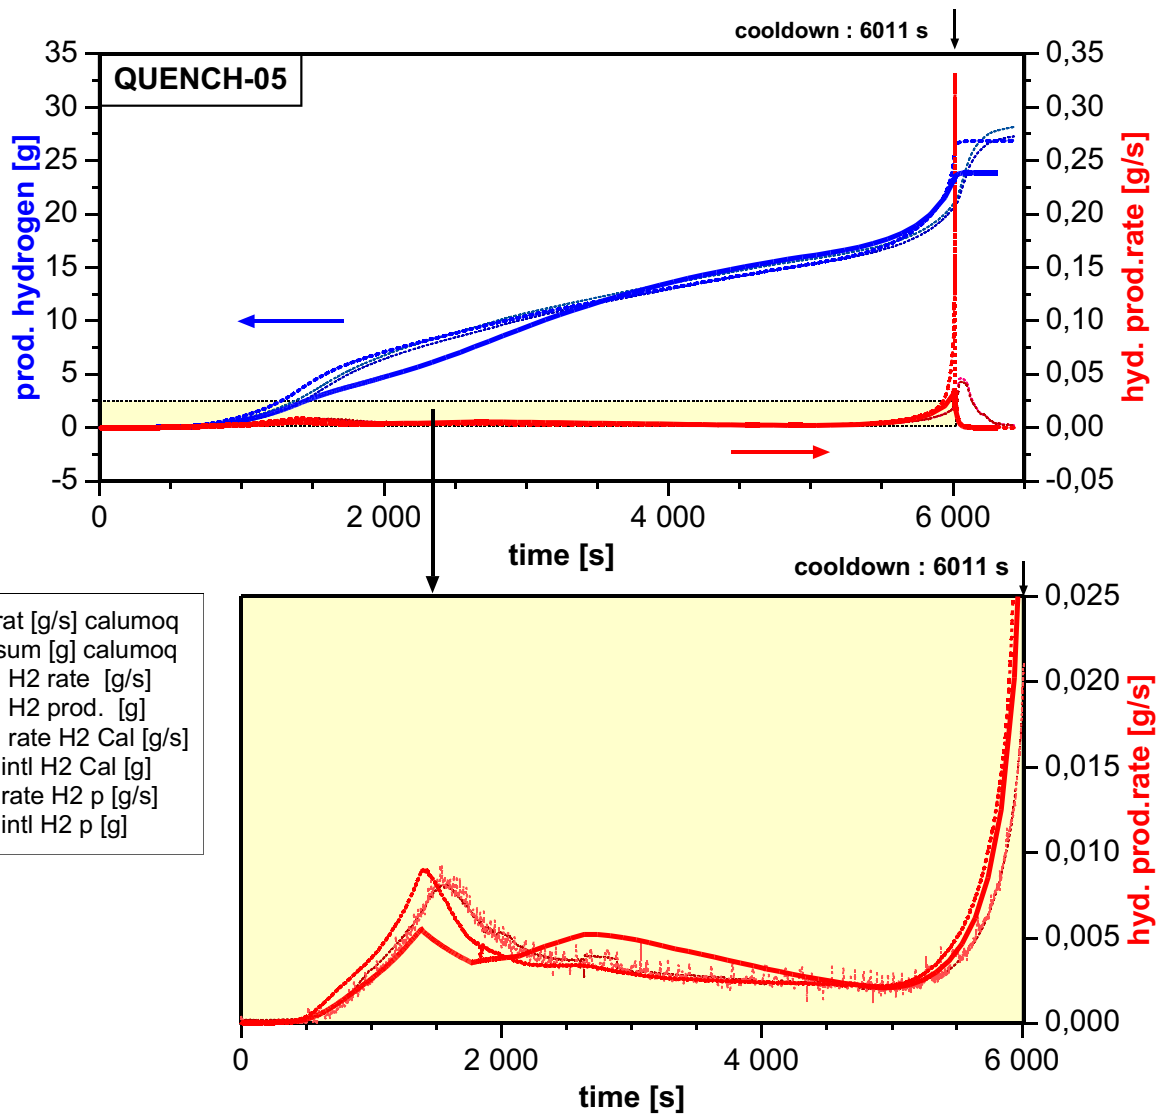 cooldown : 6011 s
QUENCH-05
35
30
25
20
15
10
5
0
-5
prod. hydrogen [g]
0,35
0,30
0,25
0,20
0,15
0,10
0,05
0,00
-0,05
hyd. prod.rate [g/s]
0
2 000
4 000
6 000
time [s]
cooldown : 6011 s
rat [g/s] calumoq
sum [g] calumoq
H2 rate [g/s]
H2 prod. [g]
rate H2 Cal [g/s]
intl H2 Cal [g]
rate H2 p [g/s]
intl H2 p [g]
0,025
0,020
0,015
0,010
0,005
0,000
hyd. prod.rate [g/s]
0
2 000
4 000
6 000
time [s]